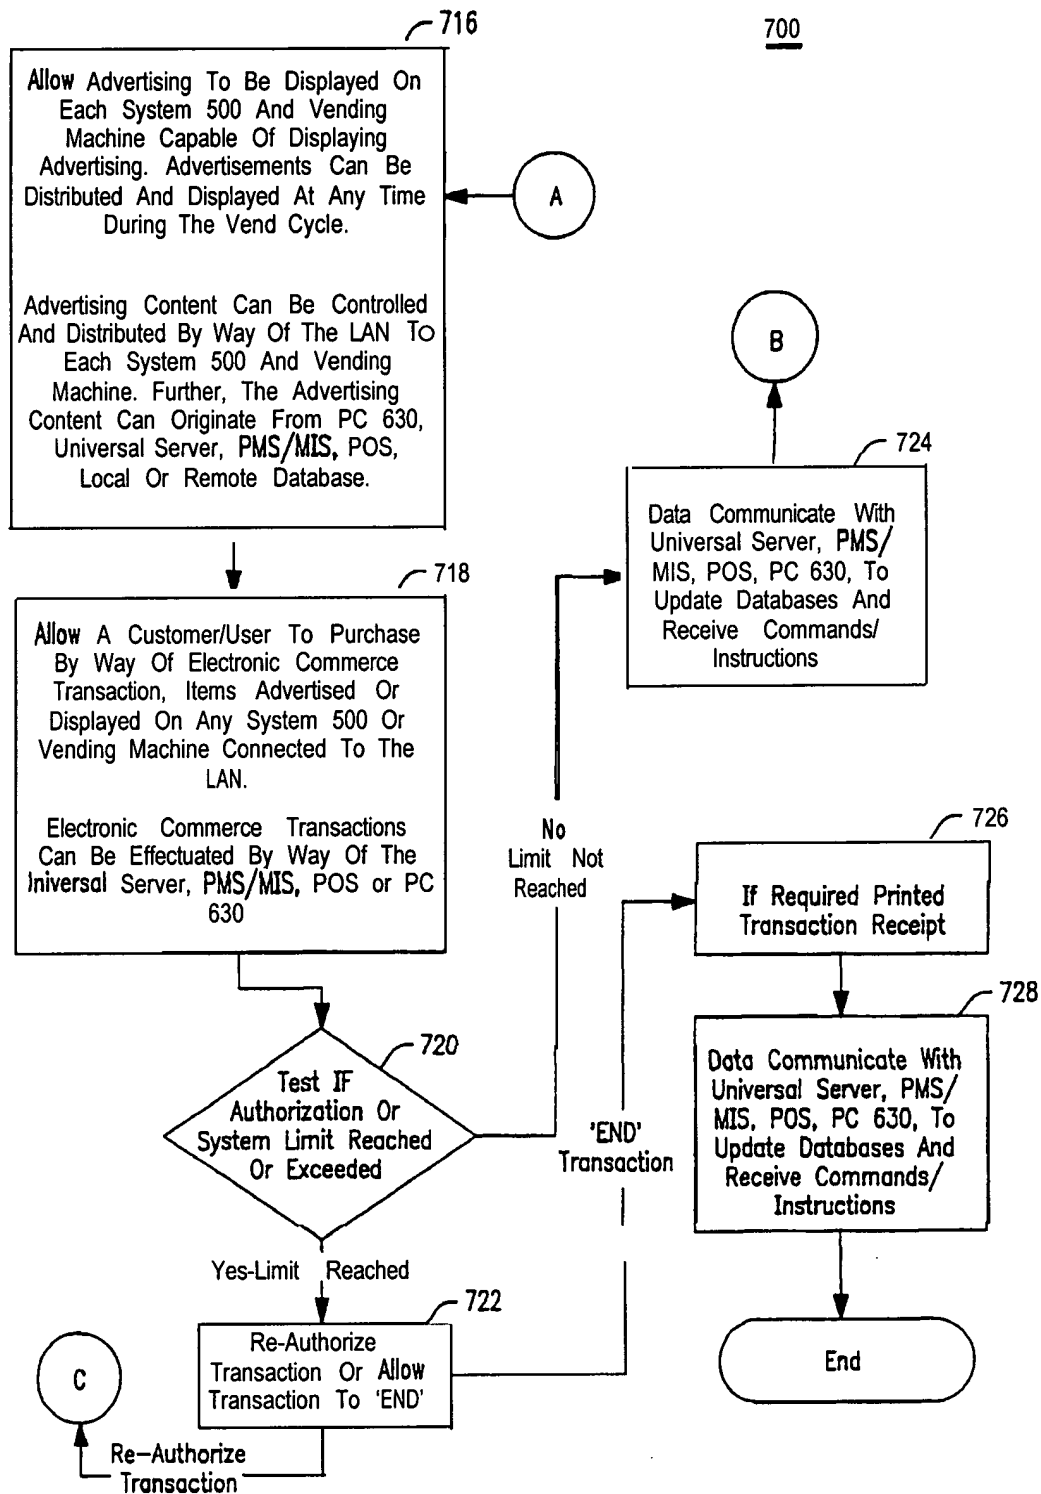 700
716
Allow Advertising To Be Displayed On
Each System 500 And Vending
Machine Capable Of Displaying
Advertising. Advertisements Can Be
Distributed And Displayed At Any Time
During The Vend Cycle.
Advertising Content Can Be Controlled
And Distributed By Way Of The LAN To
Each System 500 And Vending
Machine. Further, The Advertising
Content Can Originate From PC 630,
Universal Server, PMS/MIS, POS,
Local Or Remote Database.
A
718
Allow A Customer/User To Purchase
By Way Of Electronic Commerce
Transaction, Items Advertised Or
Displayed On Any System 500 Or
Vending Machine Connected To The
LAN.
Electronic Commerce Transactions
Can Be Effectuated By Way Of The
Iniversal Server, PMS/MIS, POS or PC
630
720
Test IF
Authorization Or
System Limit Reached
Or Exceeded
No
Limit Not
Reached
Yes-Limit Reached
722
Re-Authorize
Transaction Or Allow
Transaction To 'END'
Re-Authorize
Transaction
C
'END'
Transaction
B
724
Data Communicate With
Universal Server, PMS/
MIS, POS, PC 630, To
Update Databases And
Receive Commands/
Instructions
726
If Required Printed
Transaction Receipt
728
Data Communicate With
Universal Server, PMS/
MIS, POS, PC 630, To
Update Databases And
Receive Commands/
Instructions
End